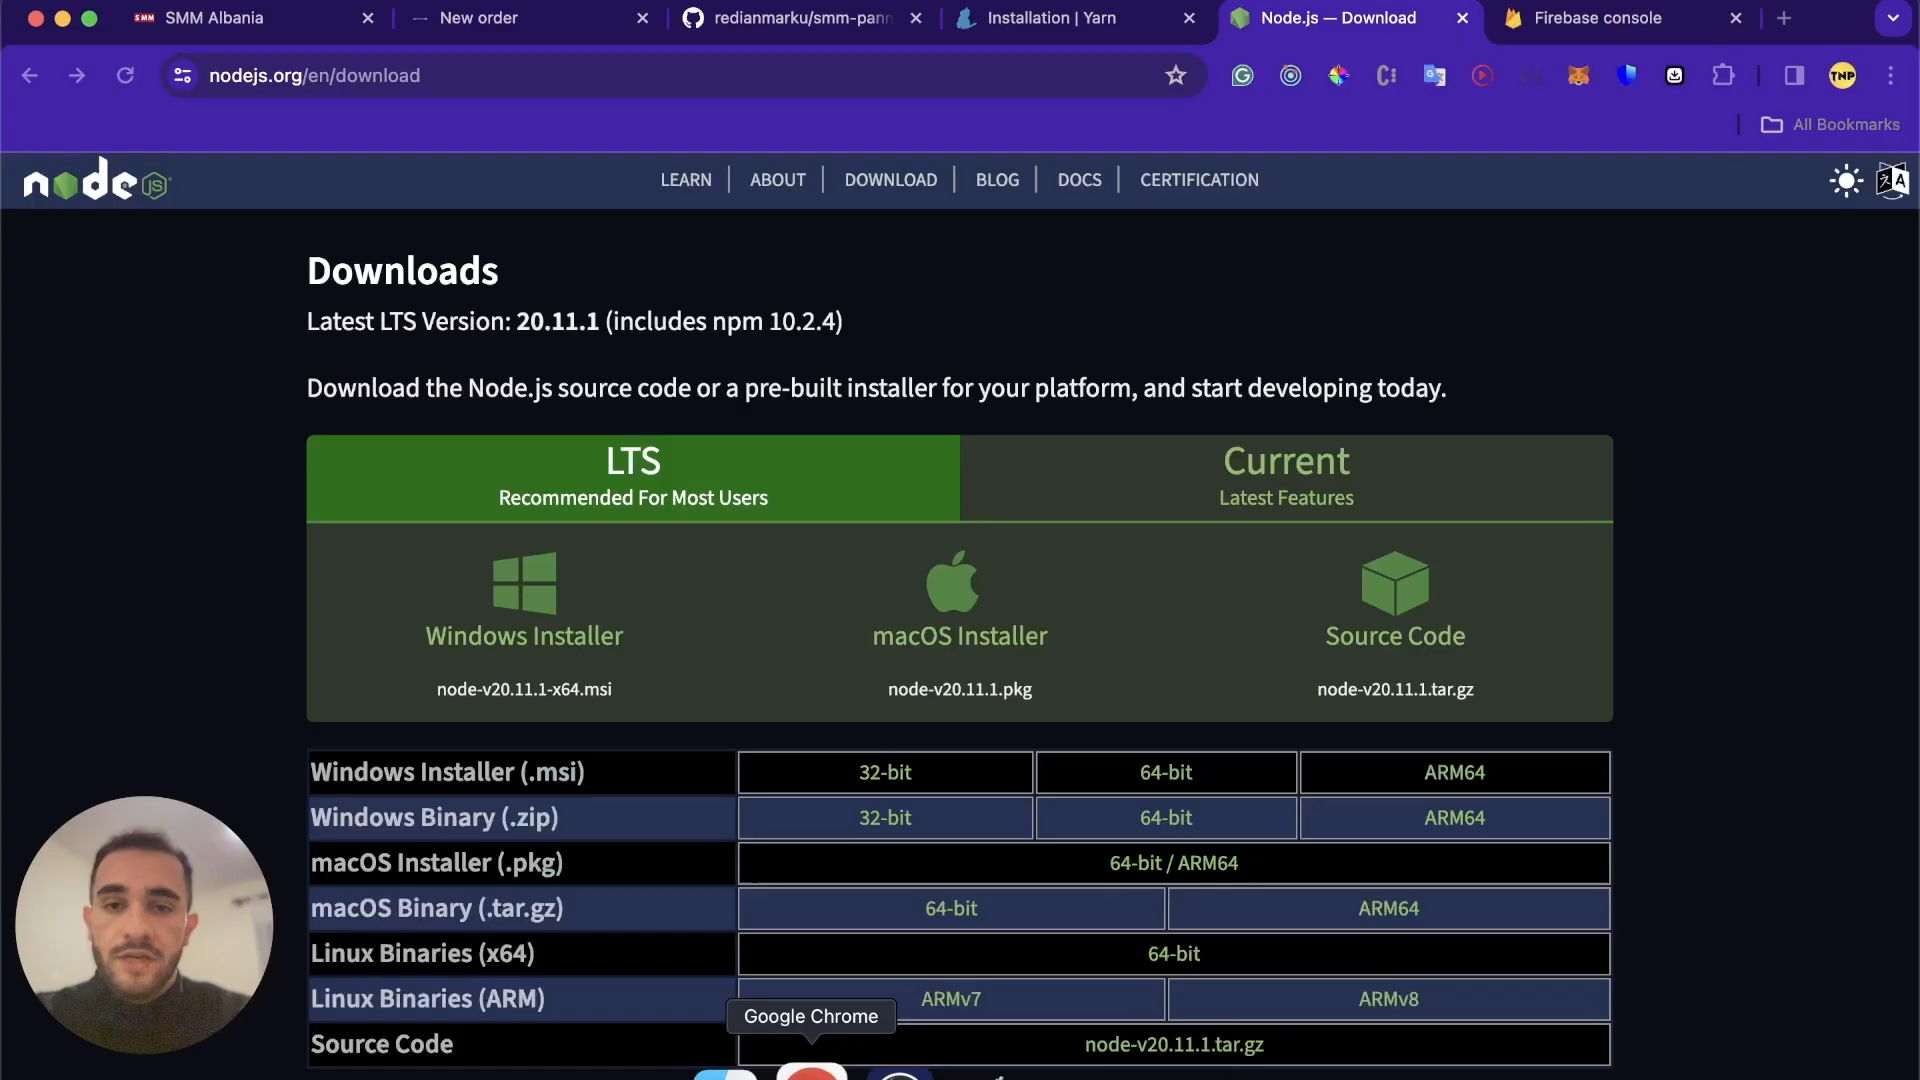 SMM SMM Albania
New order
redianmarku/smm-pann
Installation | Yarn
Node.js — Download
Firebase console
nodejs.org/en/download
TNP
All Bookmarks
node JS
LEARN
ABOUT
DOWNLOAD
BLOG
DOCS
CERTIFICATION
Downloads
Latest LTS Version: 20.11.1 (includes npm 10.2.4)
Download the Node.js source code or a pre-built installer for your platform, and start developing today.
LTS
Recommended For Most Users
Current
Latest Features
Windows Installer
node-v20.11.1-x64.msi
macOS Installer
node-v20.11.1.pkg
Source Code
node-v20.11.1.tar.gz
Windows Installer (.msi) 32-bit 64-bit ARM64
Windows Binary (.zip) 32-bit 64-bit ARM64
macOS Installer (.pkg) 64-bit / ARM64
macOS Binary (.tar.gz) 64-bit ARM64
Linux Binaries (x64) 64-bit
Linux Binaries (ARM) ARMv7 ARMv8
Google Chrome
Source Code node-v20.11.1.tar.gz